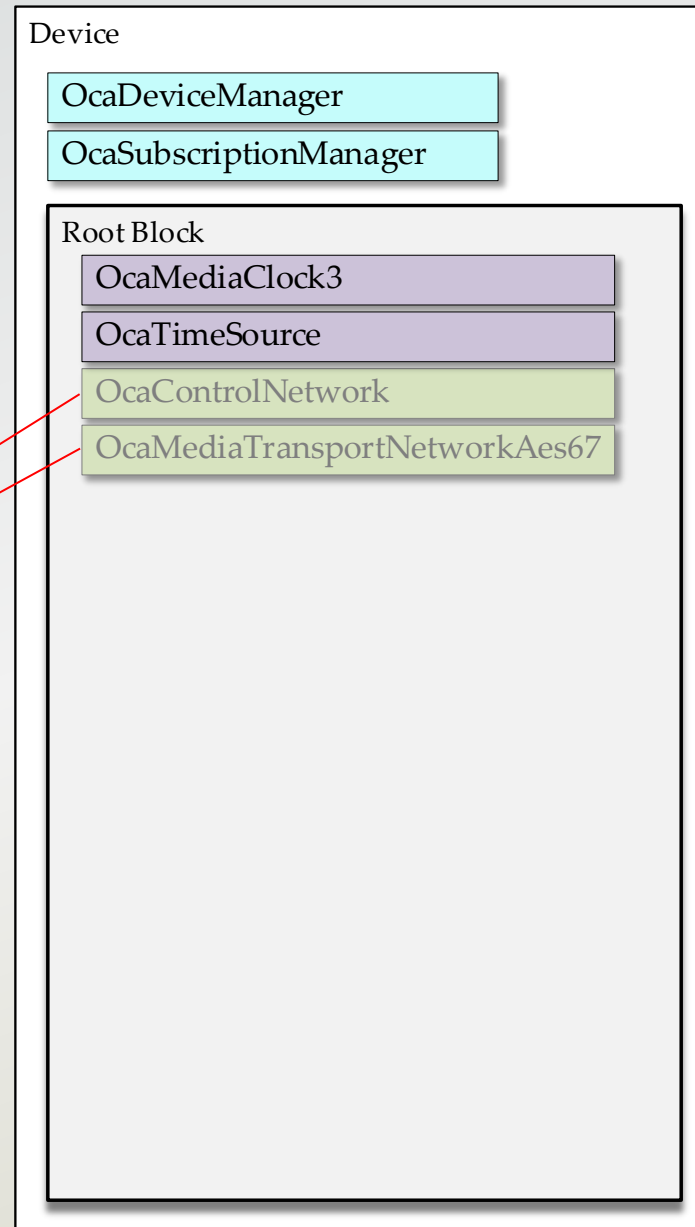 Device
OcaDeviceManager
OcaSubscriptionManager
Root Block
OcaMediaClock3
OcaTimeSource
OcaControlNetwork
OcaMediaTransportNetworkAes67